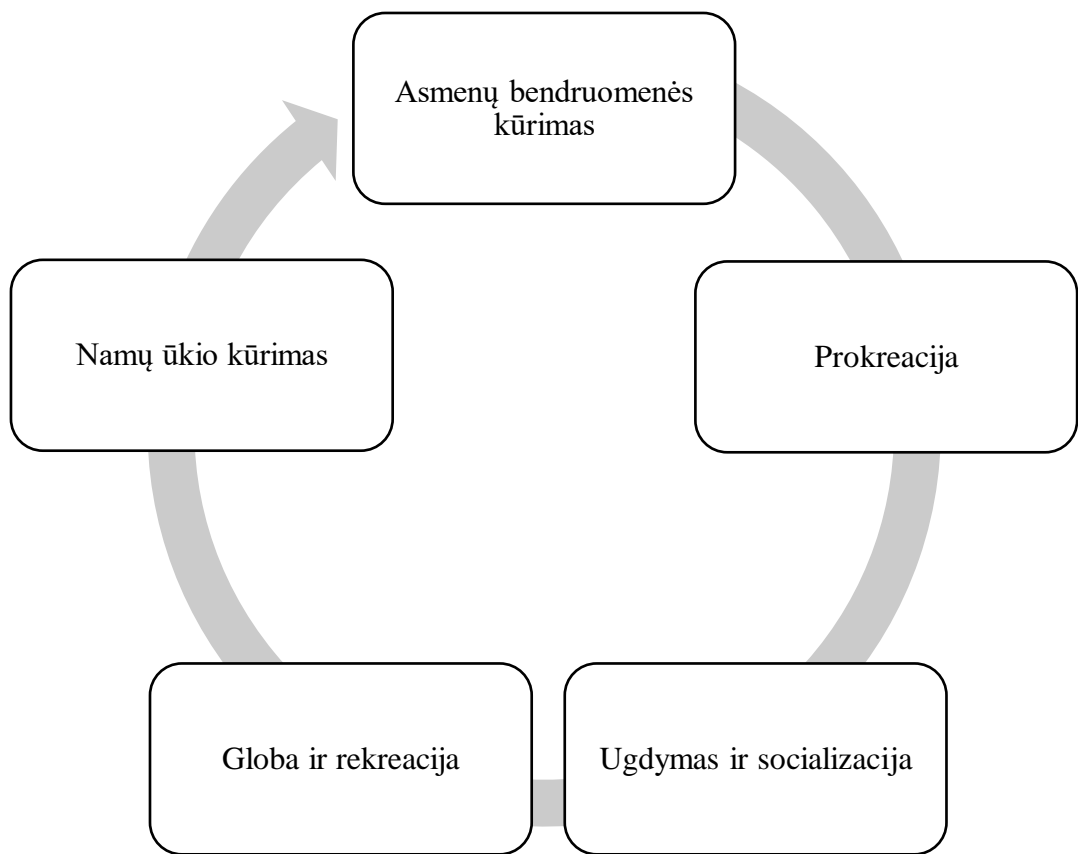 Asmenų bendruomenės
kūrimas
Prokreacija
Ugdymas ir socializacija
Globa ir rekreacija
Namų ūkio kūrimas